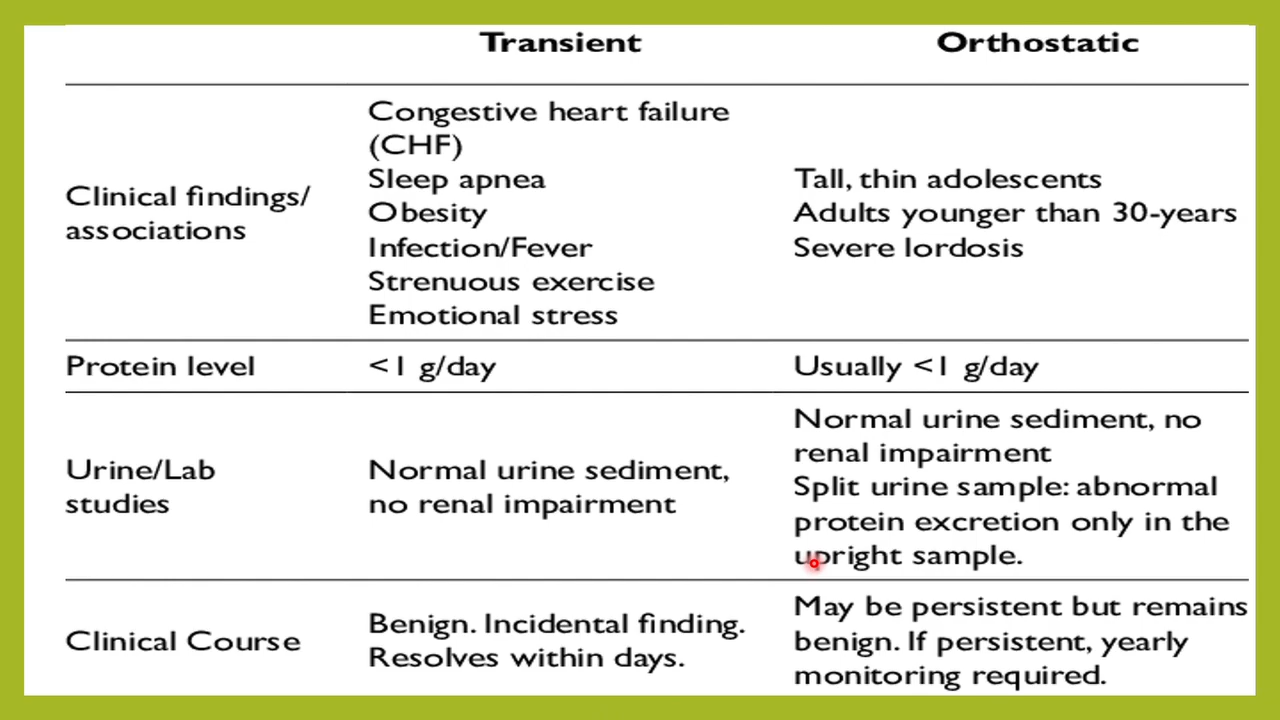 Transient Orthostatic
Clinical findings/
associations
Congestive heart failure
(CHF)
Sleep apnea
Obesity
Infection/Fever
Strenuous exercise
Emotional stress
Tall, thin adolescents
Adults younger than 30-years
Severe lordosis
Protein level
<1 g/day
Usually <1 g/day
Urine/Lab
studies
Normal urine sediment,
no renal impairment
Normal urine sediment, no
renal impairment
Split urine sample: abnormal
protein excretion only in the
upright sample.
Clinical Course
Benign. Incidental finding.
Resolves within days.
May be persistent but remains
benign. If persistent, yearly
monitoring required.